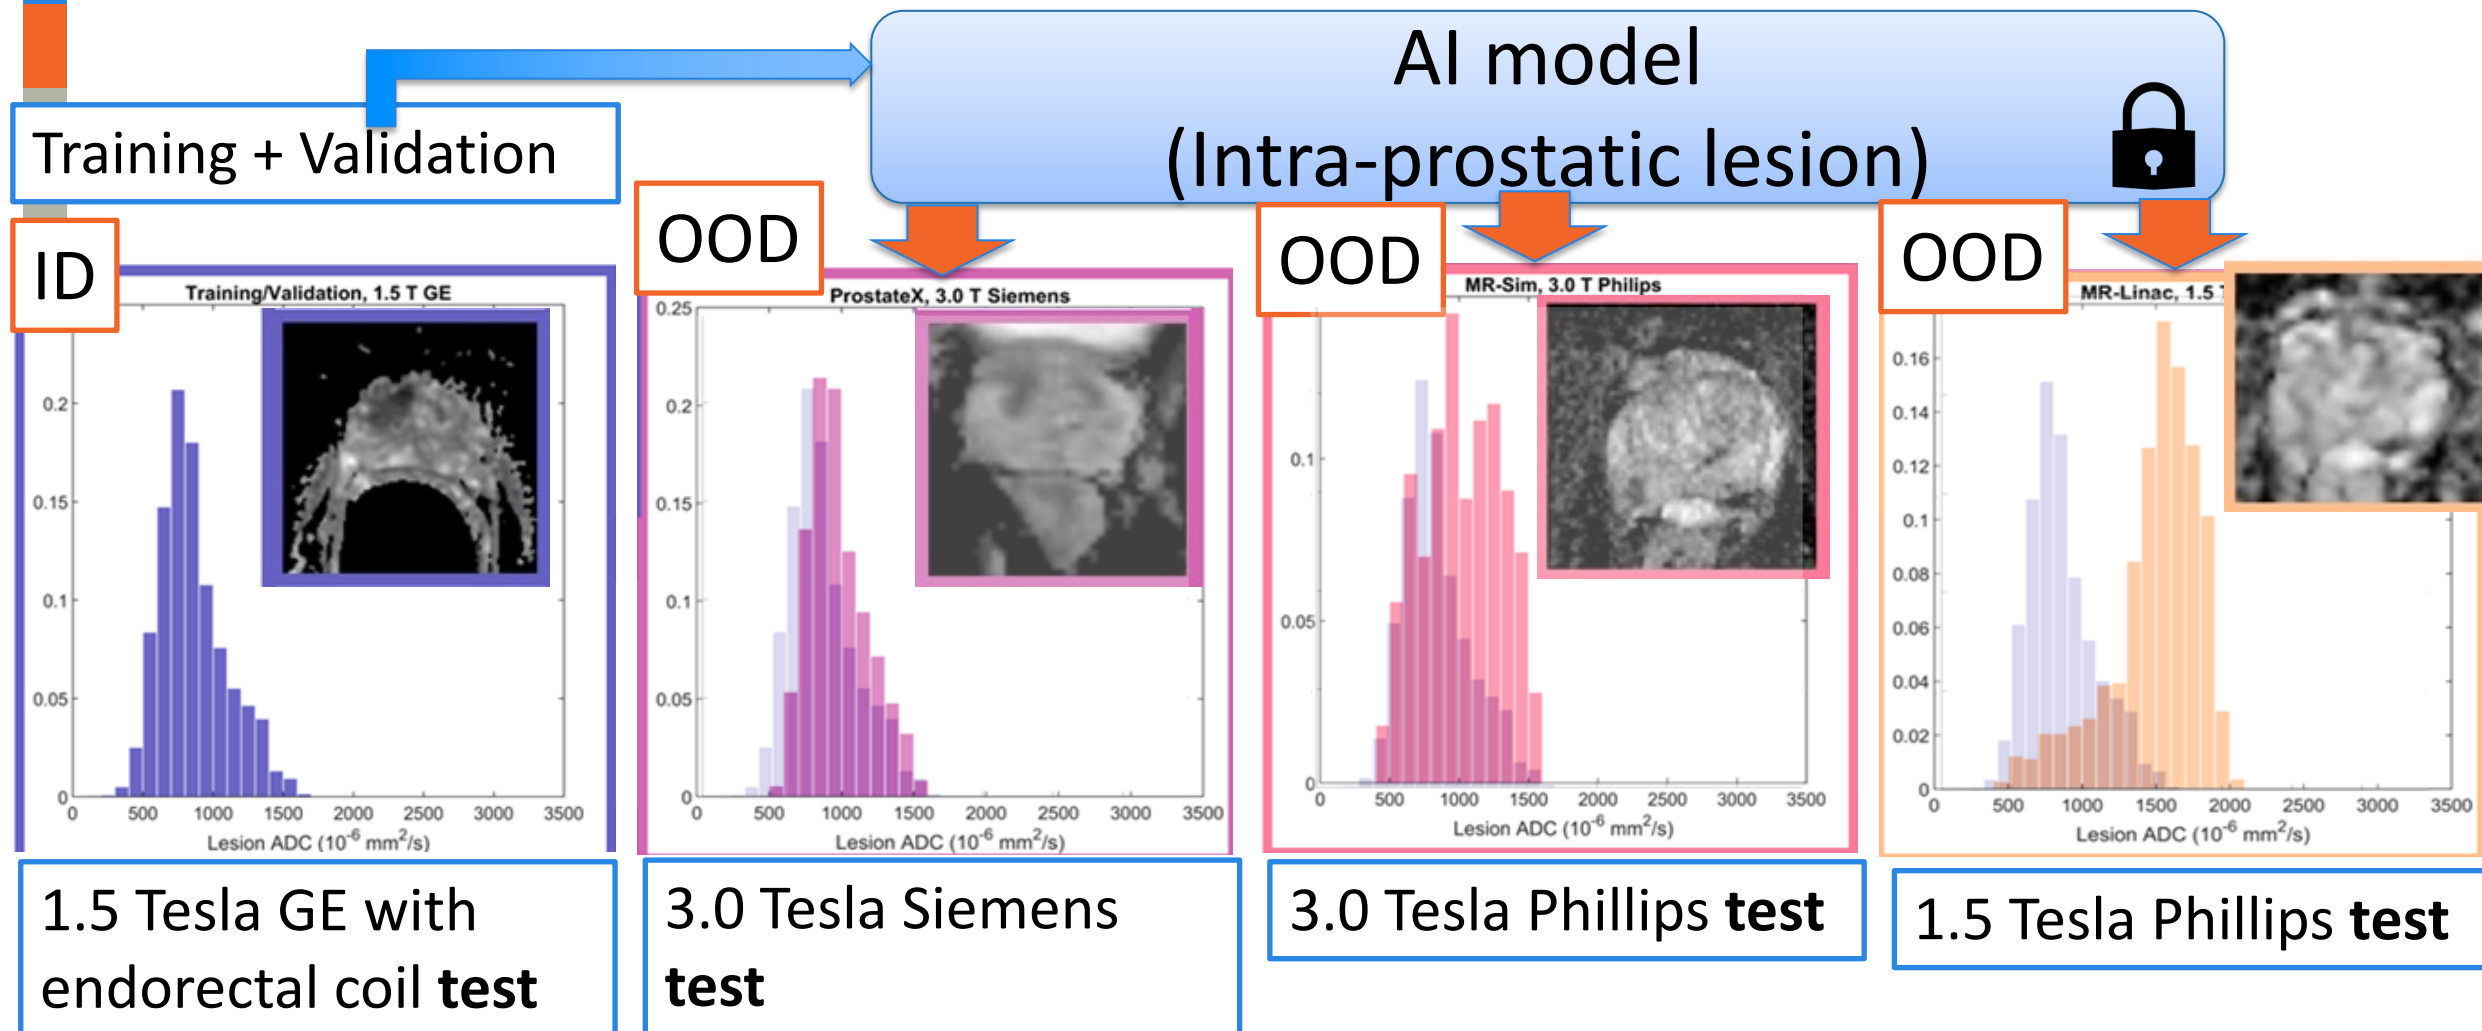 AI model
(Intra-prostatic lesion)
Training + Validation
ID
Training/Validation, 1.5 T GE
0.2
0.15
0.1
0.05
0
0 500 1000 1500 2000 2500 3000 3500
Lesion ADC (10⁻⁶ mm²/s)
1.5 Tesla GE with
endorectal coil test
OOD
ProstateX, 3.0 T Siemens
0.25
0.2
0.15
0.1
0.05
0
0 500 1000 1500 2000 2500 3000 3500
Lesion ADC (10⁻⁶ mm²/s)
3.0 Tesla Siemens
test
OOD
MR-Sim, 3.0 T Philips
0.1
0.05
0
0 500 1000 1500 2000 2500 3000 3500
Lesion ADC (10⁻⁶ mm²/s)
3.0 Tesla Phillips test
OOD
MR-Linac, 1.5
0.16
0.14
0.12
0.1
0.08
0.06
0.04
0.02
0
0 500 1000 1500 2000 2500 3000 3500
Lesion ADC (10⁻⁶ mm²/s)
1.5 Tesla Phillips test